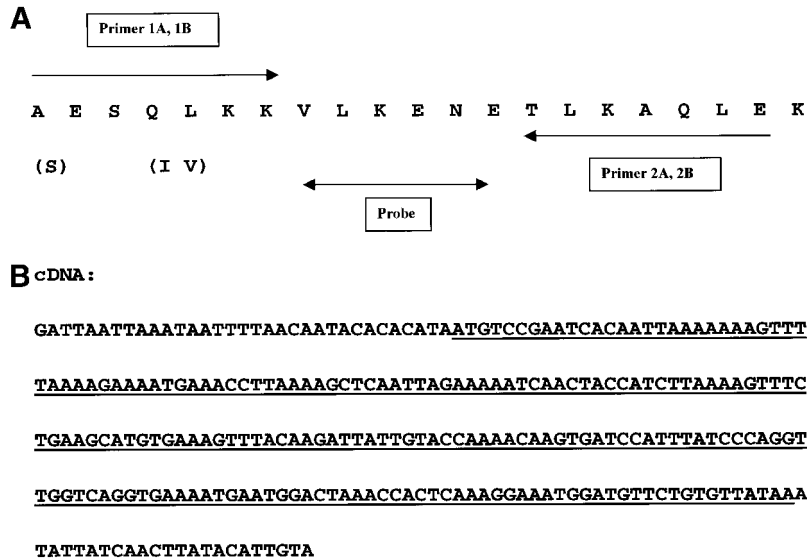 A
Primer 1A, 1B
A E S Q L K K V L K E N E T L K A Q L E K
(S) (I V)
Probe
Primer 2A, 2B
B cDNA:
GATTAATTAAATAATTTTAACAATACACACATAATGTCCGAATCACAATTAAAAAAAGTTT
TAAAAGAAAATGAAACCTTAAAAGCTCAATTAGAAAAATCAACTACCATCTTAAAAGTTTC
TGAAGCATGTGAAAGTTTACAAGATTATTGTACCAAAACAAGTGATCCATTTATCCCAGGT
TGGTCAGGTGAAAATGAATGGACTAAACCACTCAAAGGAAATGGATGTTCTGTGTTATAAA
TATTATCAACTTATACATTGTA